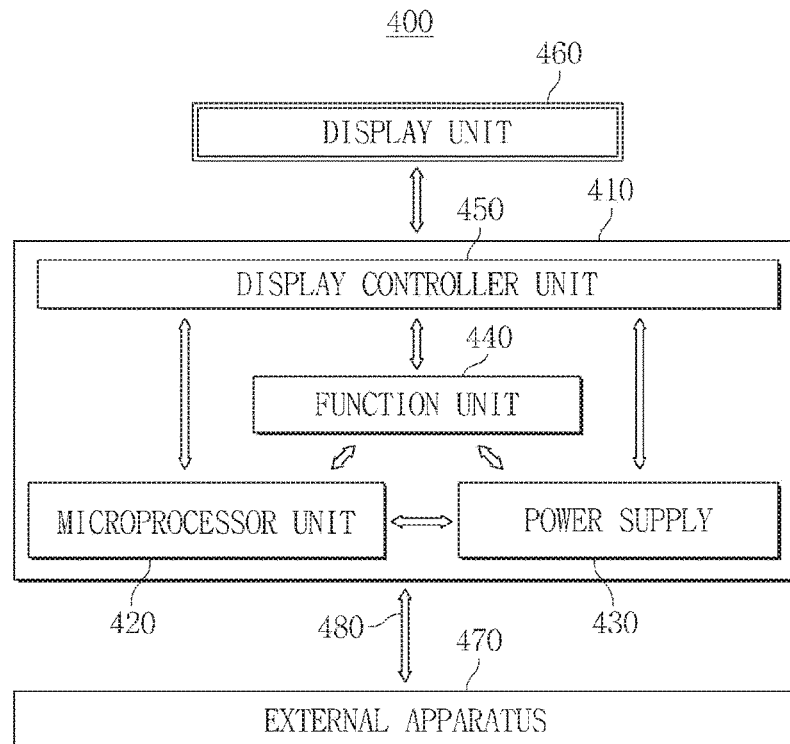 400
460
DISPLAY UNIT
410
450
DISPLAY CONTROLLER UNIT
440
FUNCTION UNIT
MICROPROCESSOR UNIT
POWER SUPPLY
420
480
430
470
EXTERNAL APPARATUS